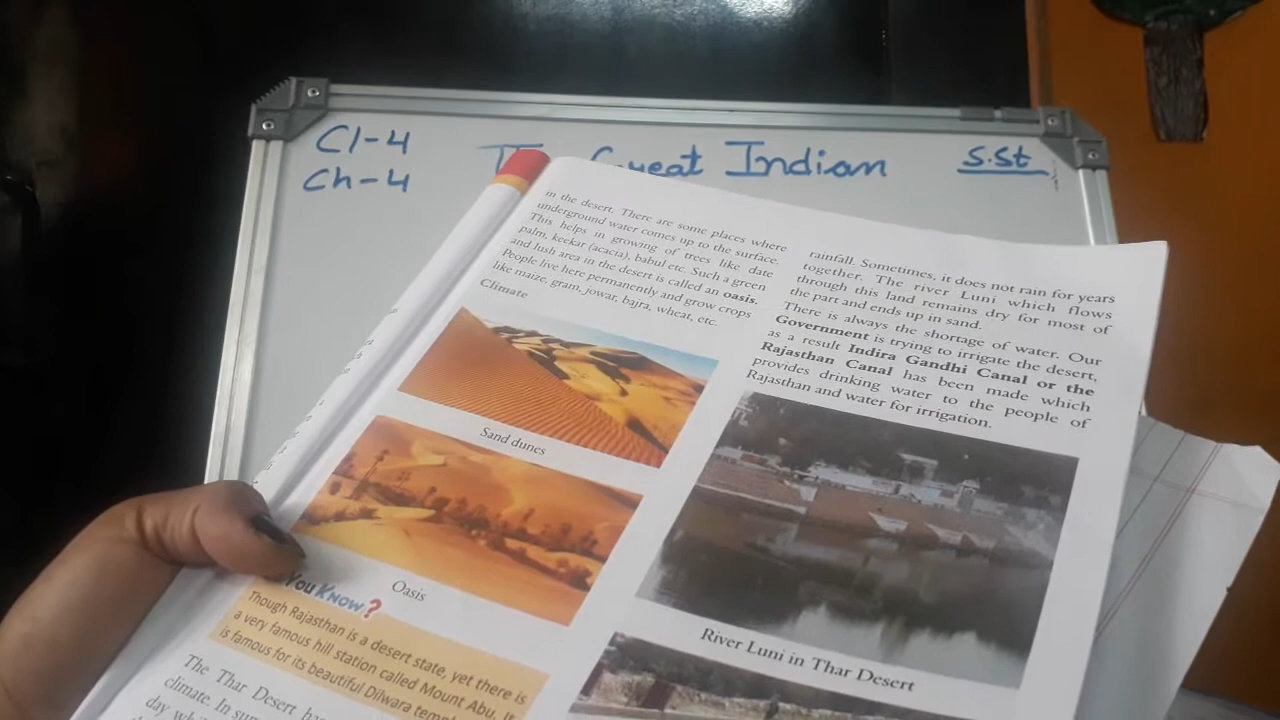 Cl-4
Ch-4
Great Indian
S.St
in the desert. There are some places where
underground water comes up to the surface.
This helps in growing of trees like date
palm, keekar (acacia), babul etc. Such a green
and lush area in the desert is called an oasis.
People live here permanently and grow crops
like maize, gram, jowar, bajra, wheat, etc.
Climate
Sand dunes
Oasis
You Know?
Though Rajasthan is a desert state, yet there is
a very famous hill station called Mount Abu. It
is famous for its beautiful Dilwara
The Thar Desert
climate. In
day
rainfall. Sometimes, it does not rain for years
together. The river Luni which flows
through this land remains dry for most of
the part and ends up in sand.
There is always the shortage of water. Our
Government is trying to irrigate the desert,
as a result Indira Gandhi Canal or the
Rajasthan Canal has been made which
provides drinking water to the people of
Rajasthan and water for irrigation.
River Luni in Thar Desert